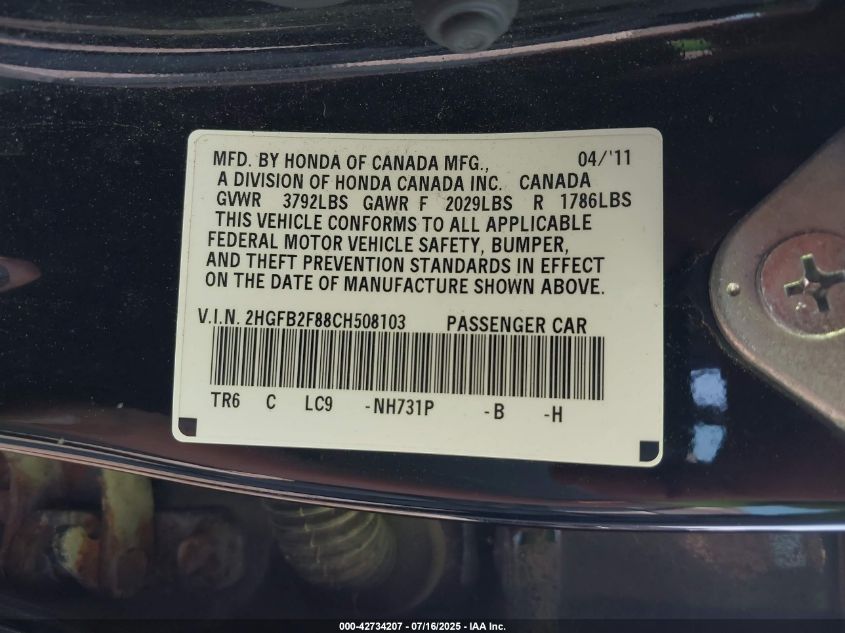 MFD. BY HONDA OF CANADA MFG., 04/'11
A DIVISION OF HONDA CANADA INC. CANADA
GVWR 3792LBS GAWR F 2029LBS R 1786LBS
THIS VEHICLE CONFORMS TO ALL APPLICABLE
FEDERAL MOTOR VEHICLE SAFETY, BUMPER,
AND THEFT PREVENTION STANDARDS IN EFFECT
ON THE DATE OF MANUFACTURE SHOWN ABOVE.
V.I.N. 2HGFB2F88CH508103 PASSENGER CAR
TR6 C LC9 -NH731P -B -H
000-42734207 - 07/16/2025 - IAA Inc.